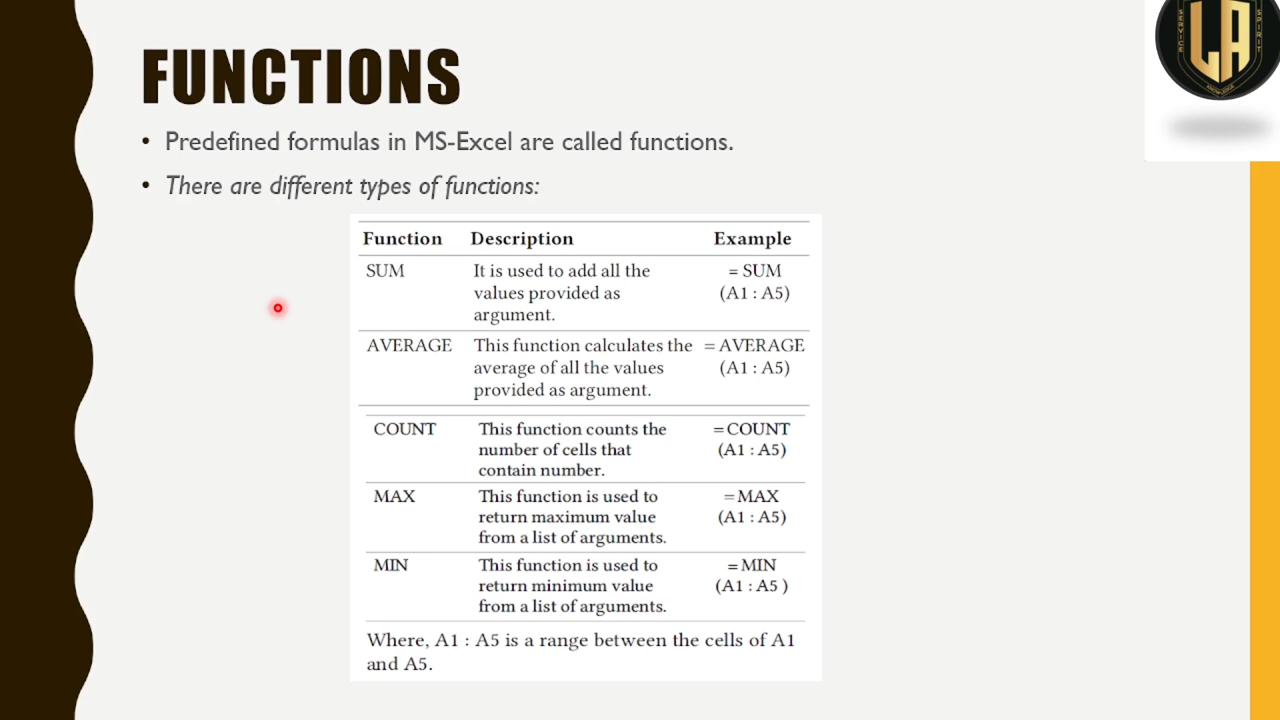 FUNCTIONS
• Predefined formulas in MS-Excel are called functions.
• There are different types of functions:
Function Description Example
SUM It is used to add all the = SUM
values provided as (A1 : A5)
argument.
AVERAGE This function calculates the = AVERAGE
average of all the values (A1 : A5)
provided as argument.
COUNT This function counts the =COUNT
number of cells that (A1 : A5)
contain number.
MAX This function is used to =MAX
return maximum value (A1 : A5)
from a list of arguments.
MIN This function is used to =MIN
return minimum value (A1 : A5 )
from a list of arguments.
Where, A1 : A5 is a range between the cells of A1
and A5.
SERVICE
LA
SPIRIT
KNOWLEDGE